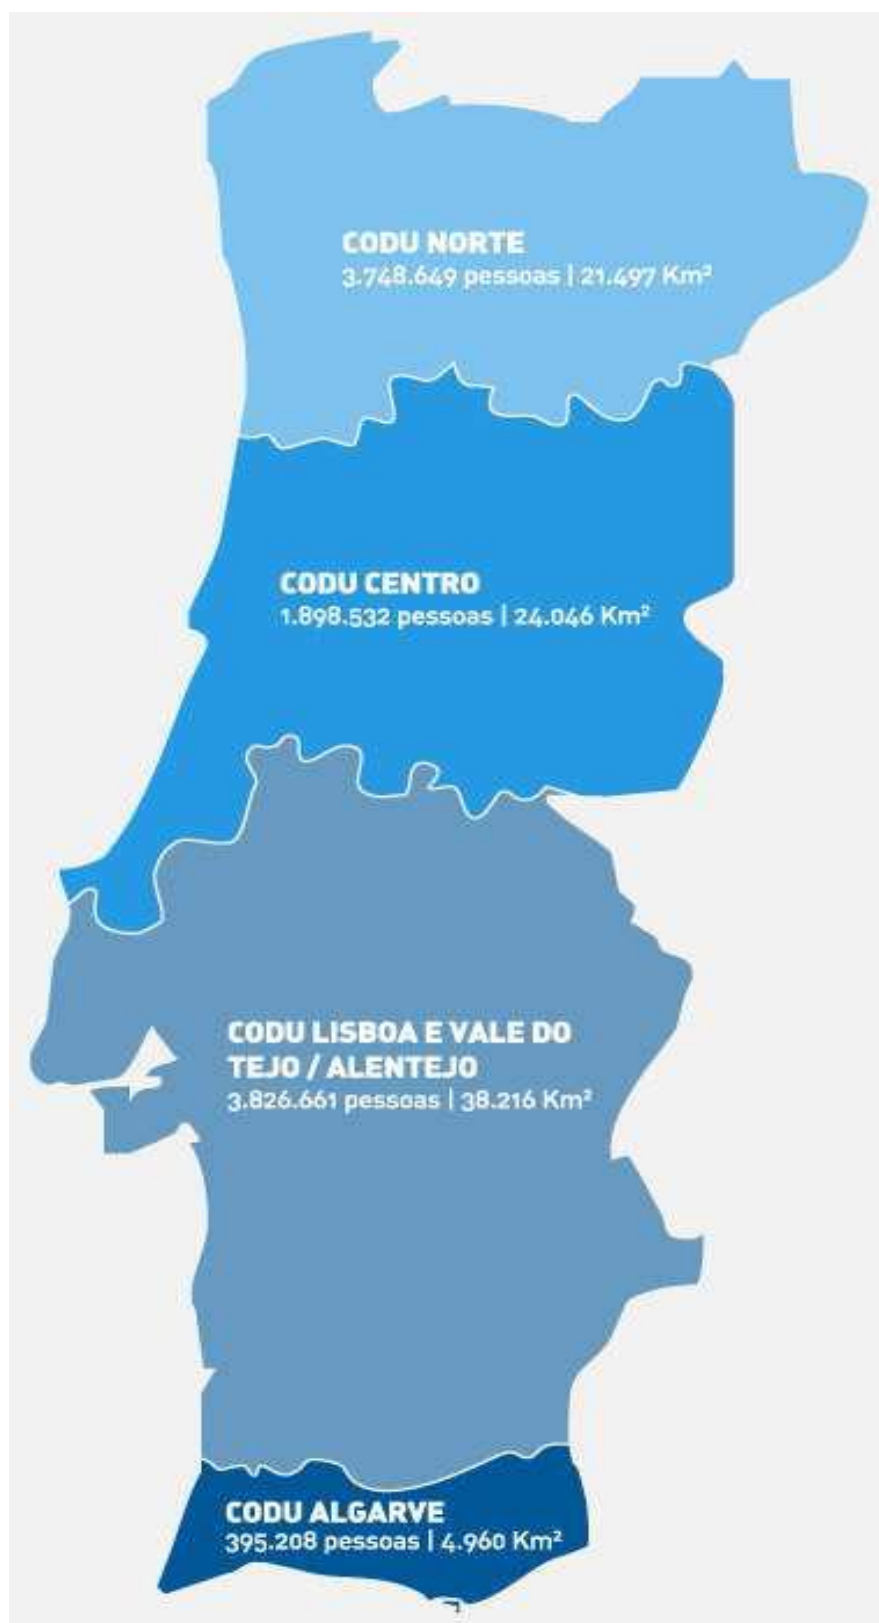 CODU NORTE
3.748.649 pessoas | 21.497 Km²
CODU CENTRO
1.898.532 pessoas | 24.046 Km²
CODU LISBOA E VALE DO
TEJO / ALENTEJO
3.826.661 pessoas | 38.216 Km²
CODU ALGARVE
395.208 pessoas | 4.960 Km²